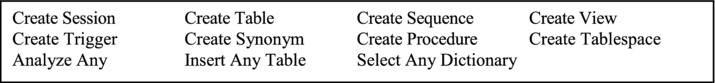 Create Session Create Table Create Sequence Create View
Create Trigger Create Synonym Create Procedure Create Tablespace
Analyze Any Insert Any Table Select Any Dictionary